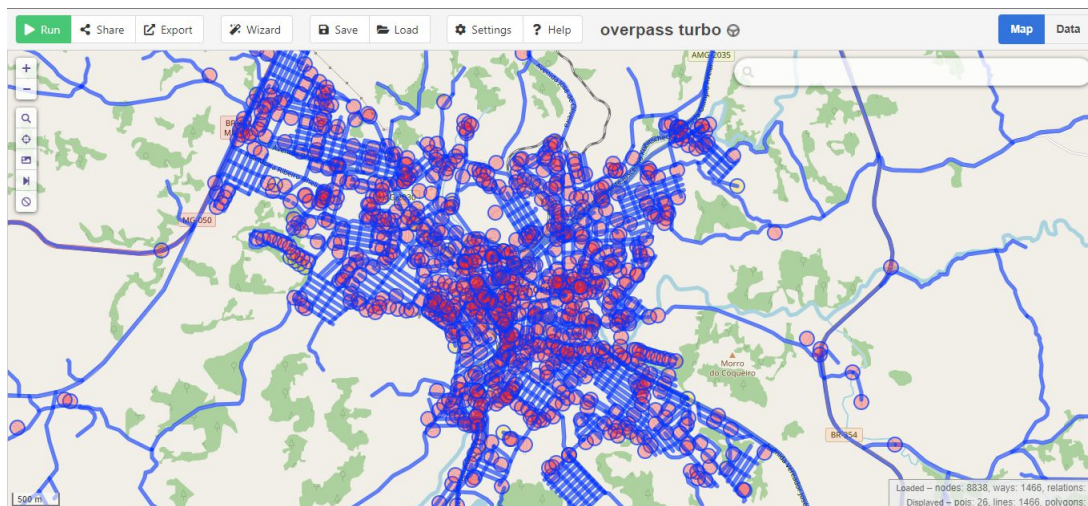 Run Share Export Wizard Save Load Settings ? Help overpass turbo Map Data
AMG-2035
MG-050
Morro
do Coqueiro
BR-354
500 m
Loaded – nodes: 8838, ways: 1466, relations:
Displayed – pois: 26, lines: 1466, polygons: